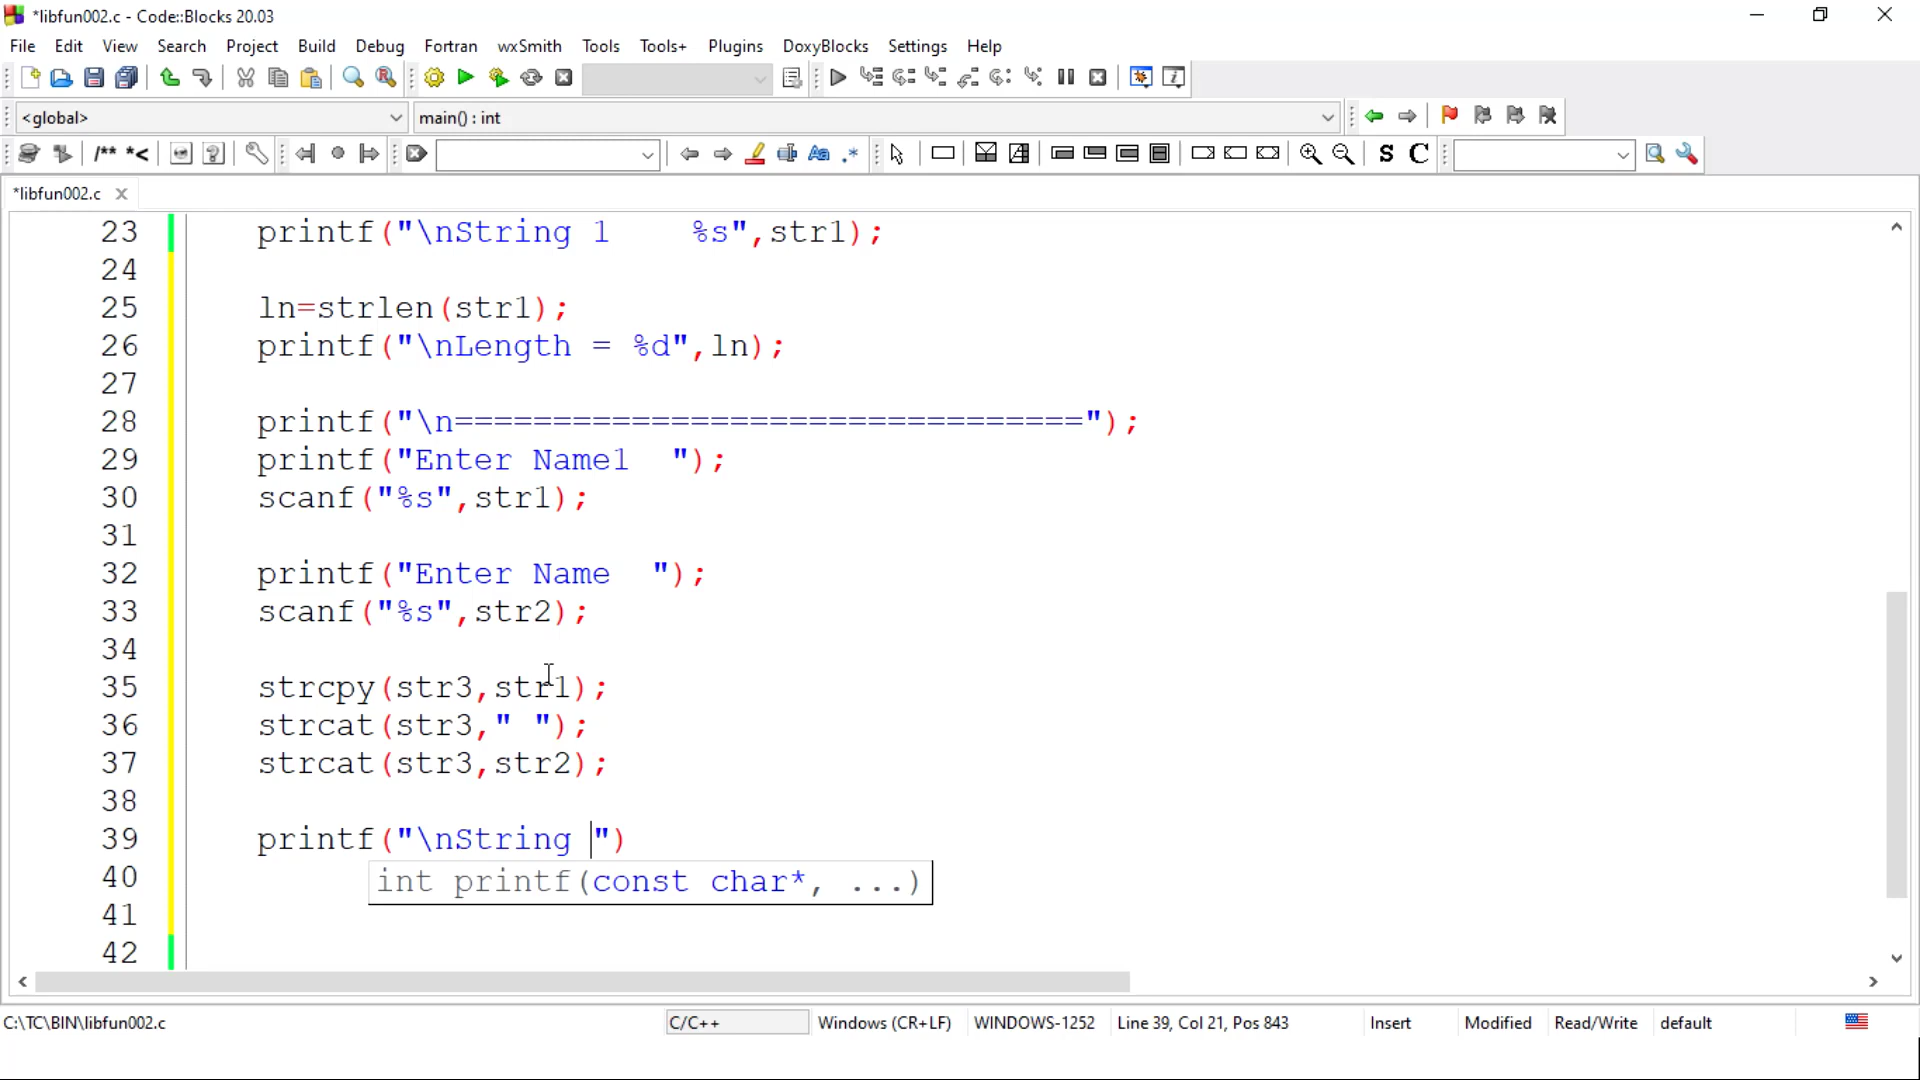 *libfun002.c - Code::Blocks 20.03
File Edit View Search Project Build Debug Fortran wxSmith Tools Tools+ Plugins DoxyBlocks Settings Help
<global> main() : int
/** *< Aa .* S C
*libfun002.c
23 printf("\nString 1    %s",str1);
24
25 ln=strlen(str1);
26 printf("\nLength = %d",ln);
27
28 printf("\n================================");
29 printf("Enter Name1  ");
30 scanf("%s",str1);
31
32 printf("Enter Name  ");
33 scanf("%s",str2);
34
35 strcpy(str3,str1);
36 strcat(str3," ");
37 strcat(str3,str2);
38
39 printf("\nString ")
40 int printf(const char*, ...)
41
42
C:\TC\BIN\libfun002.c C/C++ Windows (CR+LF) WINDOWS-1252 Line 39, Col 21, Pos 843 Insert Modified Read/Write default